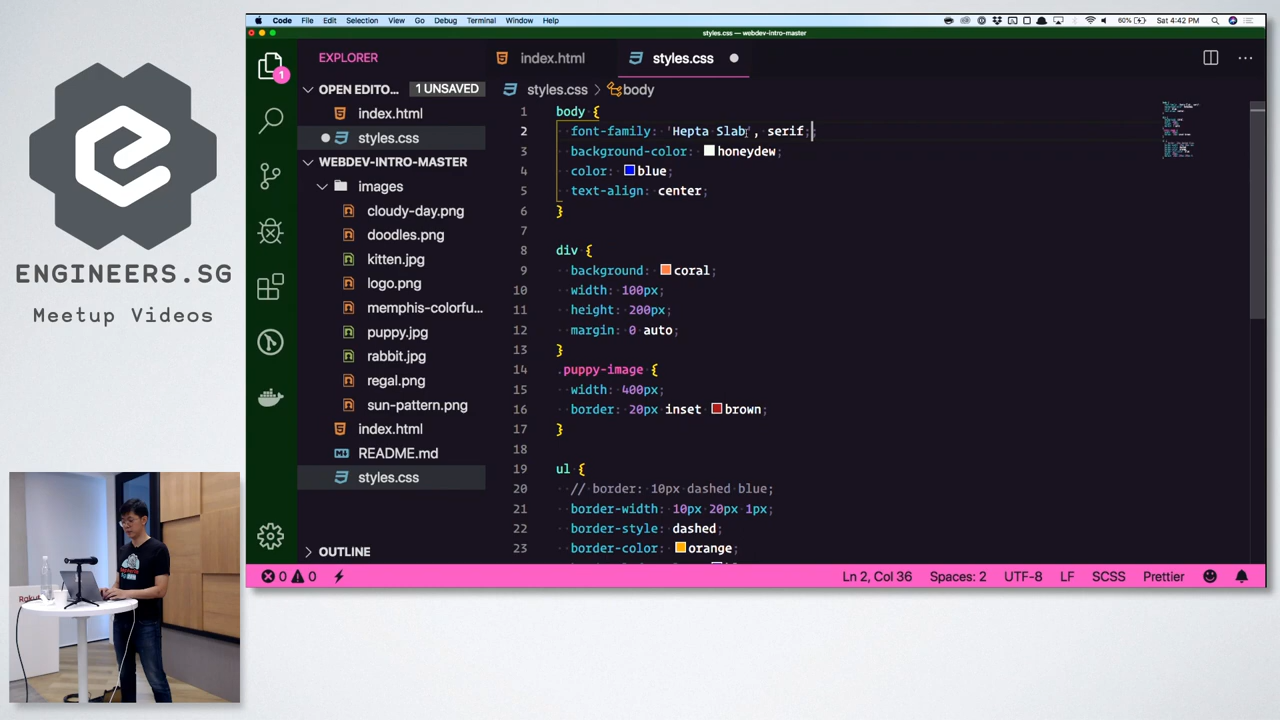 Code File Edit Selection View Go Debug Terminal Window Help
60% Sat 4:42 PM
styles.css — webdev-intro-master
EXPLORER
index.html
styles.css
OPEN EDITO...
1 UNSAVED
index.html
styles.css
WEBDEV-INTRO-MASTER
images
cloudy-day.png
doodles.png
kitten.jpg
logo.png
memphis-colorfu...
puppy.jpg
rabbit.jpg
regal.png
sun-pattern.png
index.html
README.md
styles.css
OUTLINE
1
styles.css > body
1 body {
2 font-family: 'Hepta Slab', serif;
3 background-color: honeydew;
4 color: blue;
5 text-align: center;
6 }
7
8 div {
9 background: coral;
10 width: 100px;
11 height: 200px;
12 margin: 0 auto;
13 }
14 .puppy-image {
15 width: 400px;
16 border: 20px inset brown;
17 }
18
19 ul {
20 // border: 10px dashed blue;
21 border-width: 10px 20px 1px;
22 border-style: dashed;
23 border-color: orange;
0 0
Ln 2, Col 36 Spaces: 2 UTF-8 LF SCSS Prettier
ENGINEERS.SG
Meetup Videos